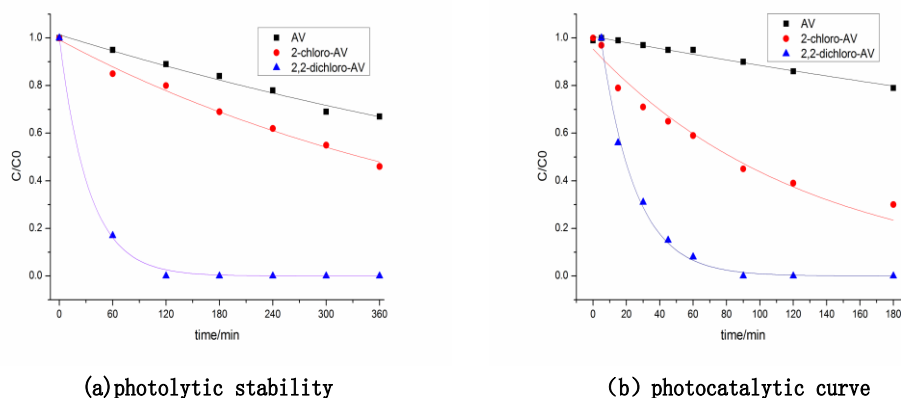 AV
2-chloro-AV
2,2-dichloro-AV
1.0
0.8
0.6
0.4
0.2
0.0
C/C0
0 60 120 180 240 300 360
time/min
(a)photolytic stability
AV
2-chloro-AV
2,2-dichloro-AV
1.0
0.8
0.6
0.4
0.2
0.0
C/C0
0 20 40 60 80 100 120 140 160 180
time/min
(b) photocatalytic curve